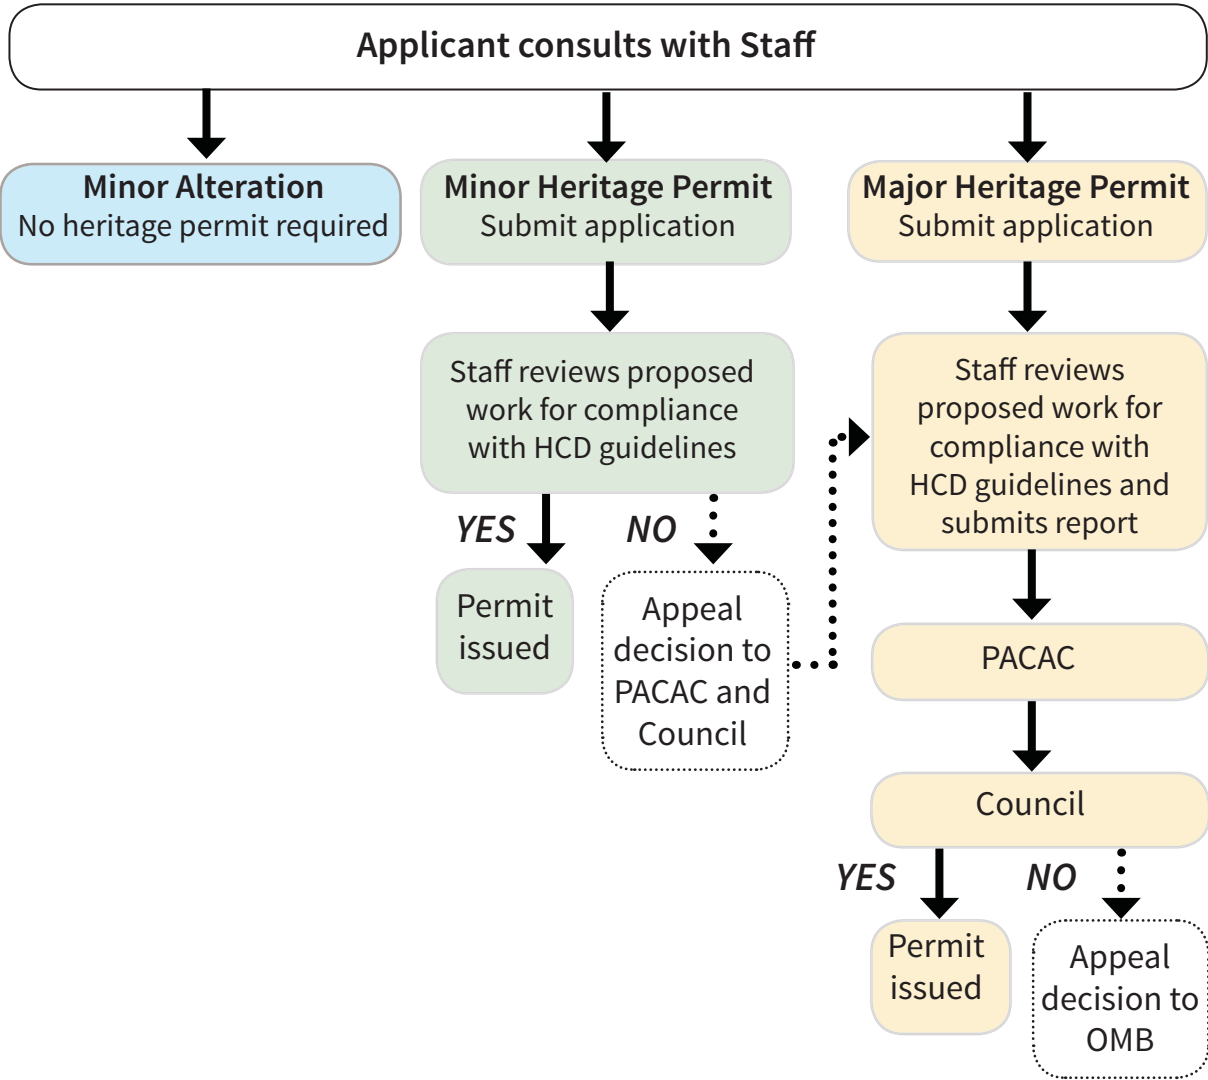 Applicant consults with Staff
Minor Alteration
No heritage permit required
Minor Heritage Permit
Submit application
Major Heritage Permit
Submit application
Staff reviews proposed
work for compliance
with HCD guidelines
Staff reviews
proposed work for
compliance with
HCD guidelines and
submits report
YES
NO
Permit
issued
Appeal
decision to
PACAC and
Council
PACAC
Council
YES
NO
Permit
issued
Appeal
decision to
OMB